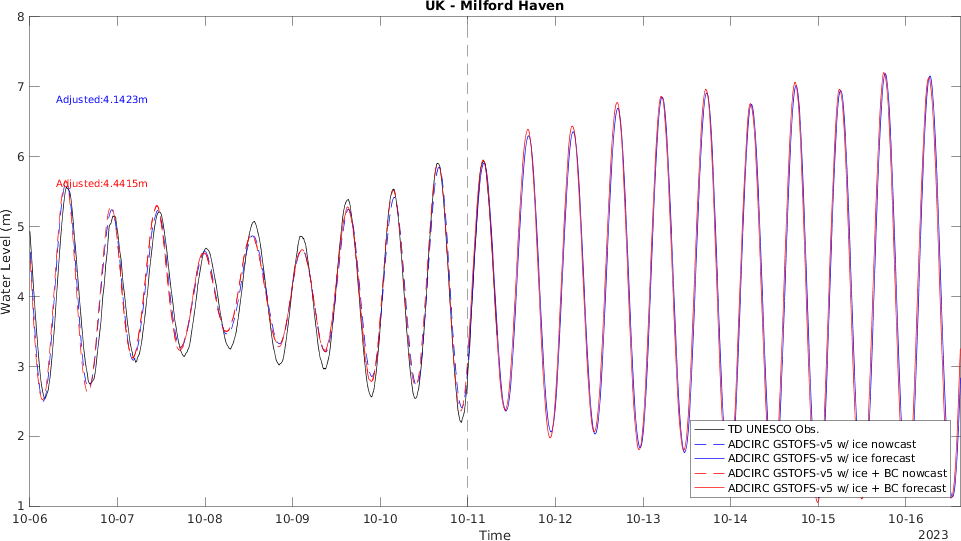 UK - Milford Haven
8
7
6
5
4
3
2
1
Water Level (m)
Adjusted:4.1423m
Adjusted:4.4415m
TD UNESCO Obs.
ADCIRC GSTOFS-v5 w/ ice nowcast
ADCIRC GSTOFS-v5 w/ ice forecast
ADCIRC GSTOFS-v5 w/ ice + BC nowcast
ADCIRC GSTOFS-v5 w/ ice + BC forecast
10-06 10-07 10-08 10-09 10-10 10-11 10-12 10-13 10-14 10-15 10-16
Time
2023